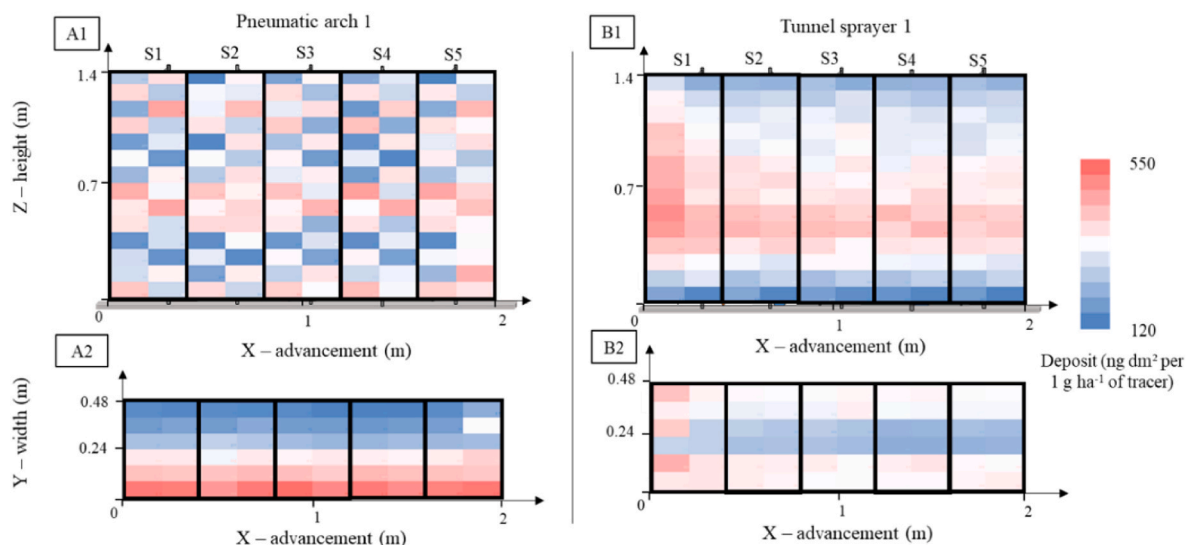 A1
Pneumatic arch 1
S1 S2 S3 S4 S5
1.4
0.7
Z – height (m)
0
1
2
X – advancement (m)
B1
Tunnel sprayer 1
S1 S2 S3 S4 S5
1.4
0.7
0
1
2
X – advancement (m)
550
120
Deposit (ng dm² per
1 g ha⁻¹ of tracer)
A2
0.48
0.24
Y – width (m)
0
1
2
X – advancement (m)
B2
0.48
0.24
0
1
2
X – advancement (m)